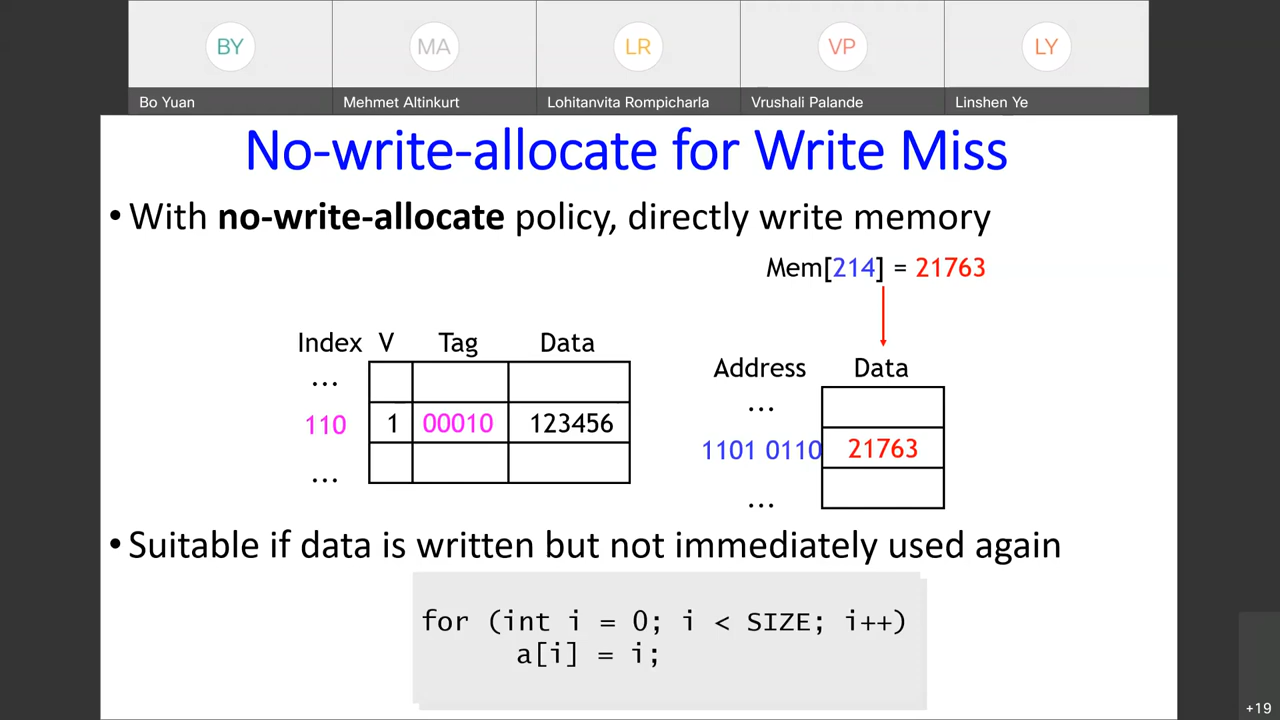 BY
MA
LR
VP
LY
Bo Yuan
Mehmet Altinkurt
Lohitanvita Rompicharla
Vrushali Palande
Linshen Ye
No-write-allocate for Write Miss
• With no-write-allocate policy, directly write memory
Mem[214] = 21763
Index V Tag Data
Address Data
...
...
110 1 00010 123456
1101 0110 21763
...
...
• Suitable if data is written but not immediately used again
for (int i = 0; i < SIZE; i++)
a[i] = i;
+19